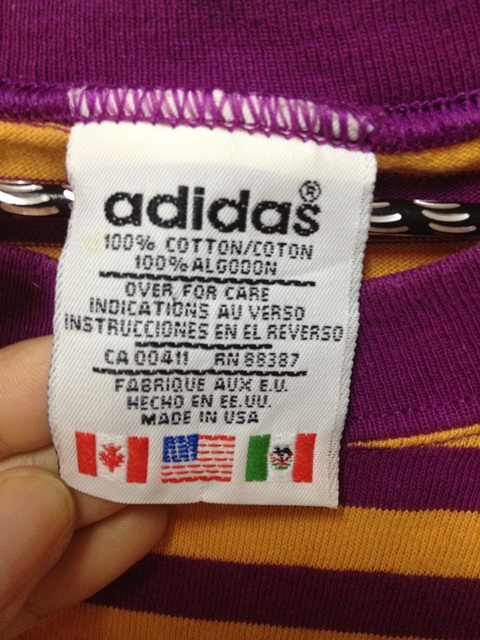 adidas®
100% COTTON/COTON
100% ALGODON
OVER FOR CARE
INDICATIONS AU VERSO
INSTRUCCIONES EN EL REVERSO
CA 00411 RN 88387
FABRIQUE AUX E.U.
HECHO EN EE.UU.
MADE IN USA